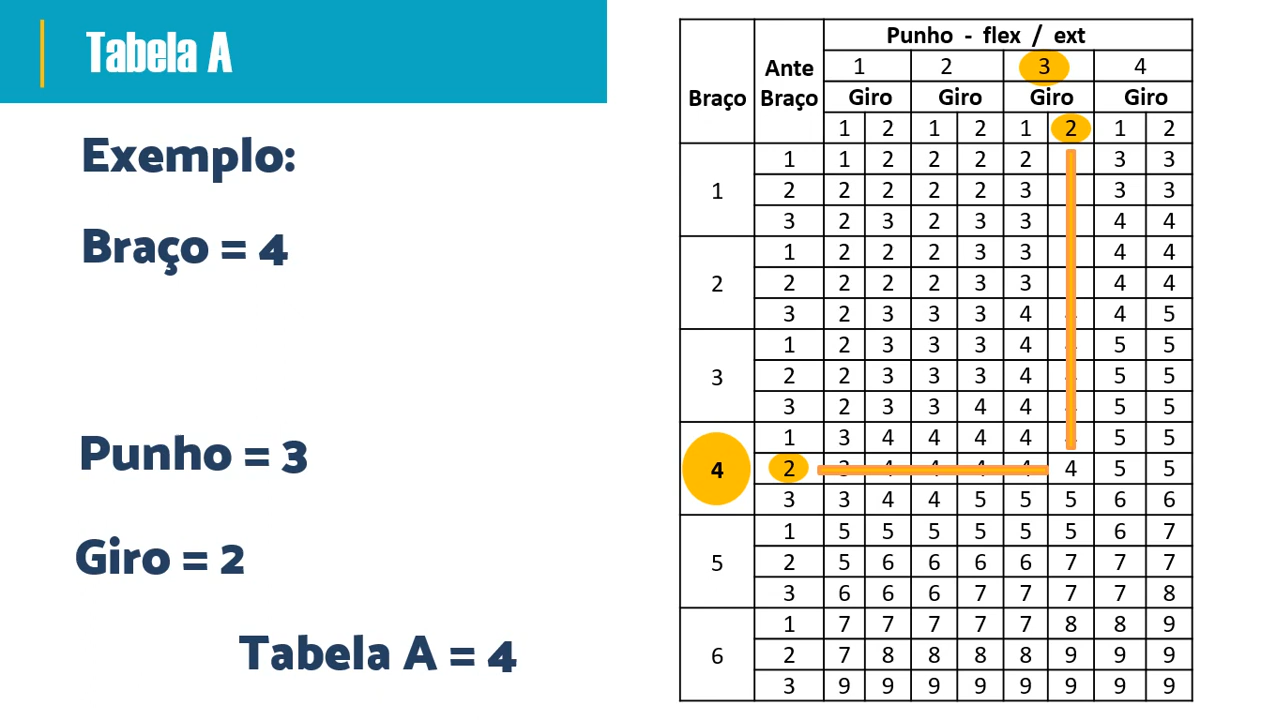 Tabela A
Exemplo:
Braço = 4
Punho = 3
Giro = 2
Tabela A = 4
Punho - flex / ext
Braço Ante Braço 1 2 3 4
Giro Giro Giro Giro
1 2 1 2 1 2 1 2
1 1 1 2 2 2 2 3 3
2 2 2 2 2 3 3 3
3 2 3 2 3 3 4 4
2 1 2 2 2 3 3 4 4
2 2 2 2 3 3 4 4
3 2 3 3 3 4 4 5
3 1 2 3 3 3 4 5 5
2 2 3 3 3 4 5 5
3 2 3 3 4 4 5 5
4 1 3 4 4 4 4 5 5
2 4 5 5
3 3 4 4 5 5 5 6 6
5 1 5 5 5 5 5 5 6 7
2 5 6 6 6 6 7 7 7
3 6 6 6 7 7 7 7 8
6 1 7 7 7 7 7 8 8 9
2 7 8 8 8 8 9 9 9
3 9 9 9 9 9 9 9 9